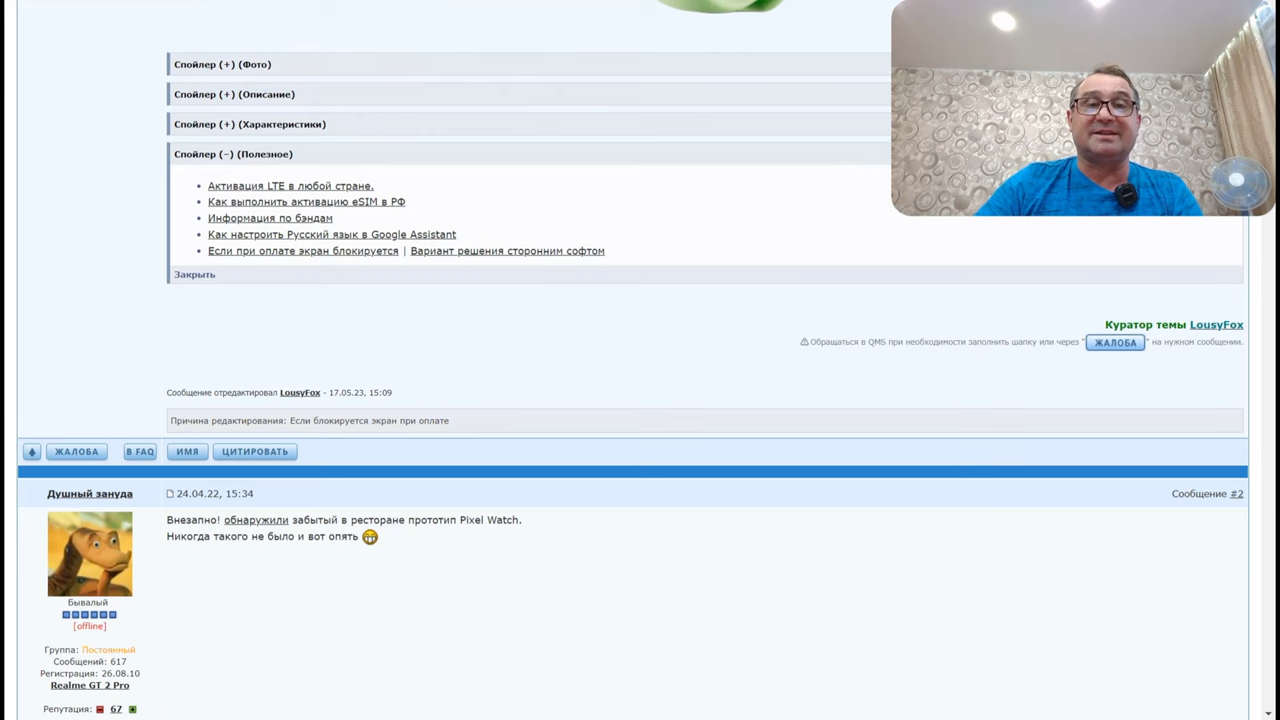 Спойлер (+) (Фото)
Спойлер (+) (Описание)
Спойлер (+) (Характеристики)
Спойлер (−) (Полезное)
Активация LTE в любой стране.
Как выполнить активацию eSIM в РФ
Информация по бэндам
Как настроить Русский язык в Google Assistant
Если при оплате экран блокируется | Вариант решения сторонним софтом
Закрыть
Куратор темы LousyFox
Обращаться в QMS при необходимости заполнить шапку или через "ЖАЛОБА" на нужном сообщении.
Сообщение отредактировал LousyFox - 17.05.23, 15:09
Причина редактирования: Если блокируется экран при оплате
ЖАЛОБА В FAQ ИМЯ ЦИТИРОВАТЬ
Душный зануда 24.04.22, 15:34 Сообщение #2
Внезапно! обнаружили забытый в ресторане прототип Pixel Watch.
Никогда такого не было и вот опять
Бывалый
[offline]
Группа: Постоянный
Сообщений: 617
Регистрация: 26.08.10
Realme GT 2 Pro
Репутация: 67